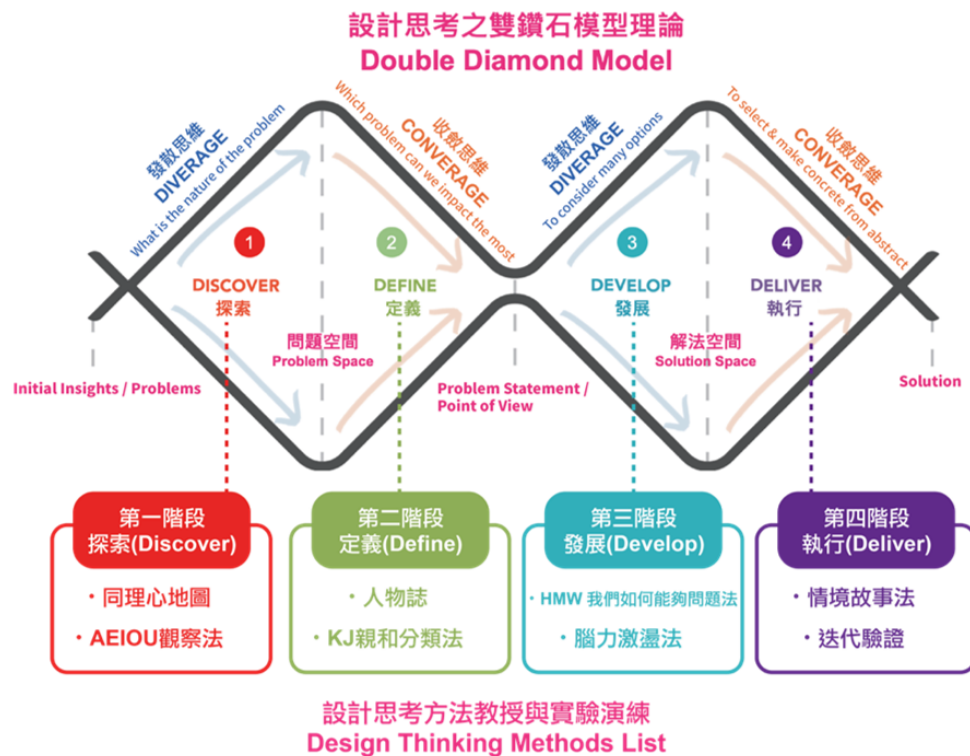 設計思考之雙鑽石模型理論
Double Diamond Model
發散思維
DIVERAGE
What is the nature of the problem
收斂思維
CONVERAGE
Which problem can we impact the most
發散思維
DIVERAGE
To consider many options
收斂思維
CONVERAGE
To select & make concrete from abstract
1
DISCOVER
探索
2
DEFINE
定義
3
DEVELOP
發展
4
DELIVER
執行
問題空間
Problem Space
解法空間
Solution Space
Initial Insights / Problems
Problem Statement /
Point of View
Solution
第一階段
探索(Discover)
・同理心地圖
・AEIOU觀察法
第二階段
定義(Define)
・人物誌
・KJ親和分類法
第三階段
發展(Develop)
・HMW 我們如何能夠問題法
・腦力激盪法
第四階段
執行(Deliver)
・情境故事法
・迭代驗證
設計思考方法教授與實驗演練
Design Thinking Methods List